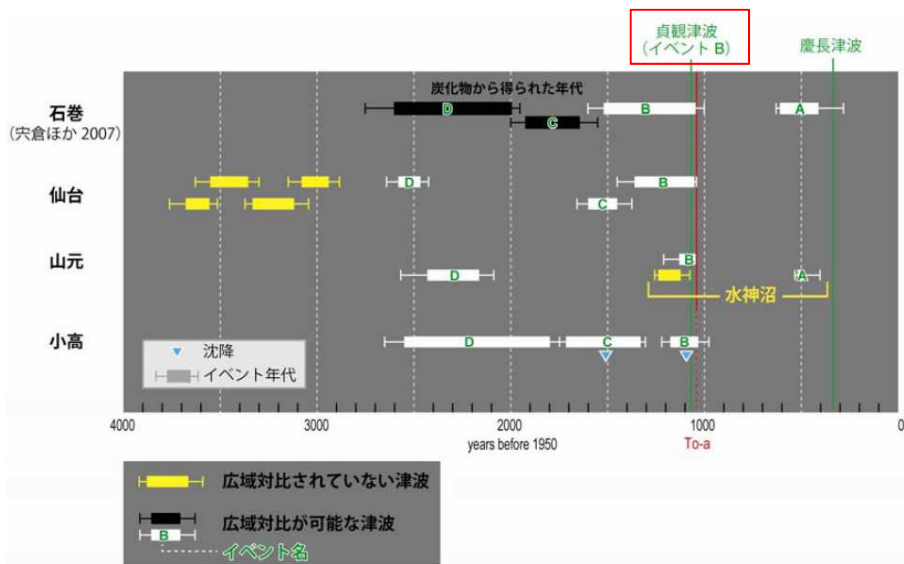 貞観津波
(イベント B)
慶長津波
炭化物から得られた年代
石巻
(宍倉ほか 2007)
D
B
A
C
仙台
D
B
C
山元
B
D
A
水神沼
小高
D
C
B
沈降
イベント年代
4000
3000
2000
1000
0
years before 1950
To-a
広域対比されていない津波
広域対比が可能な津波
B
イベント名